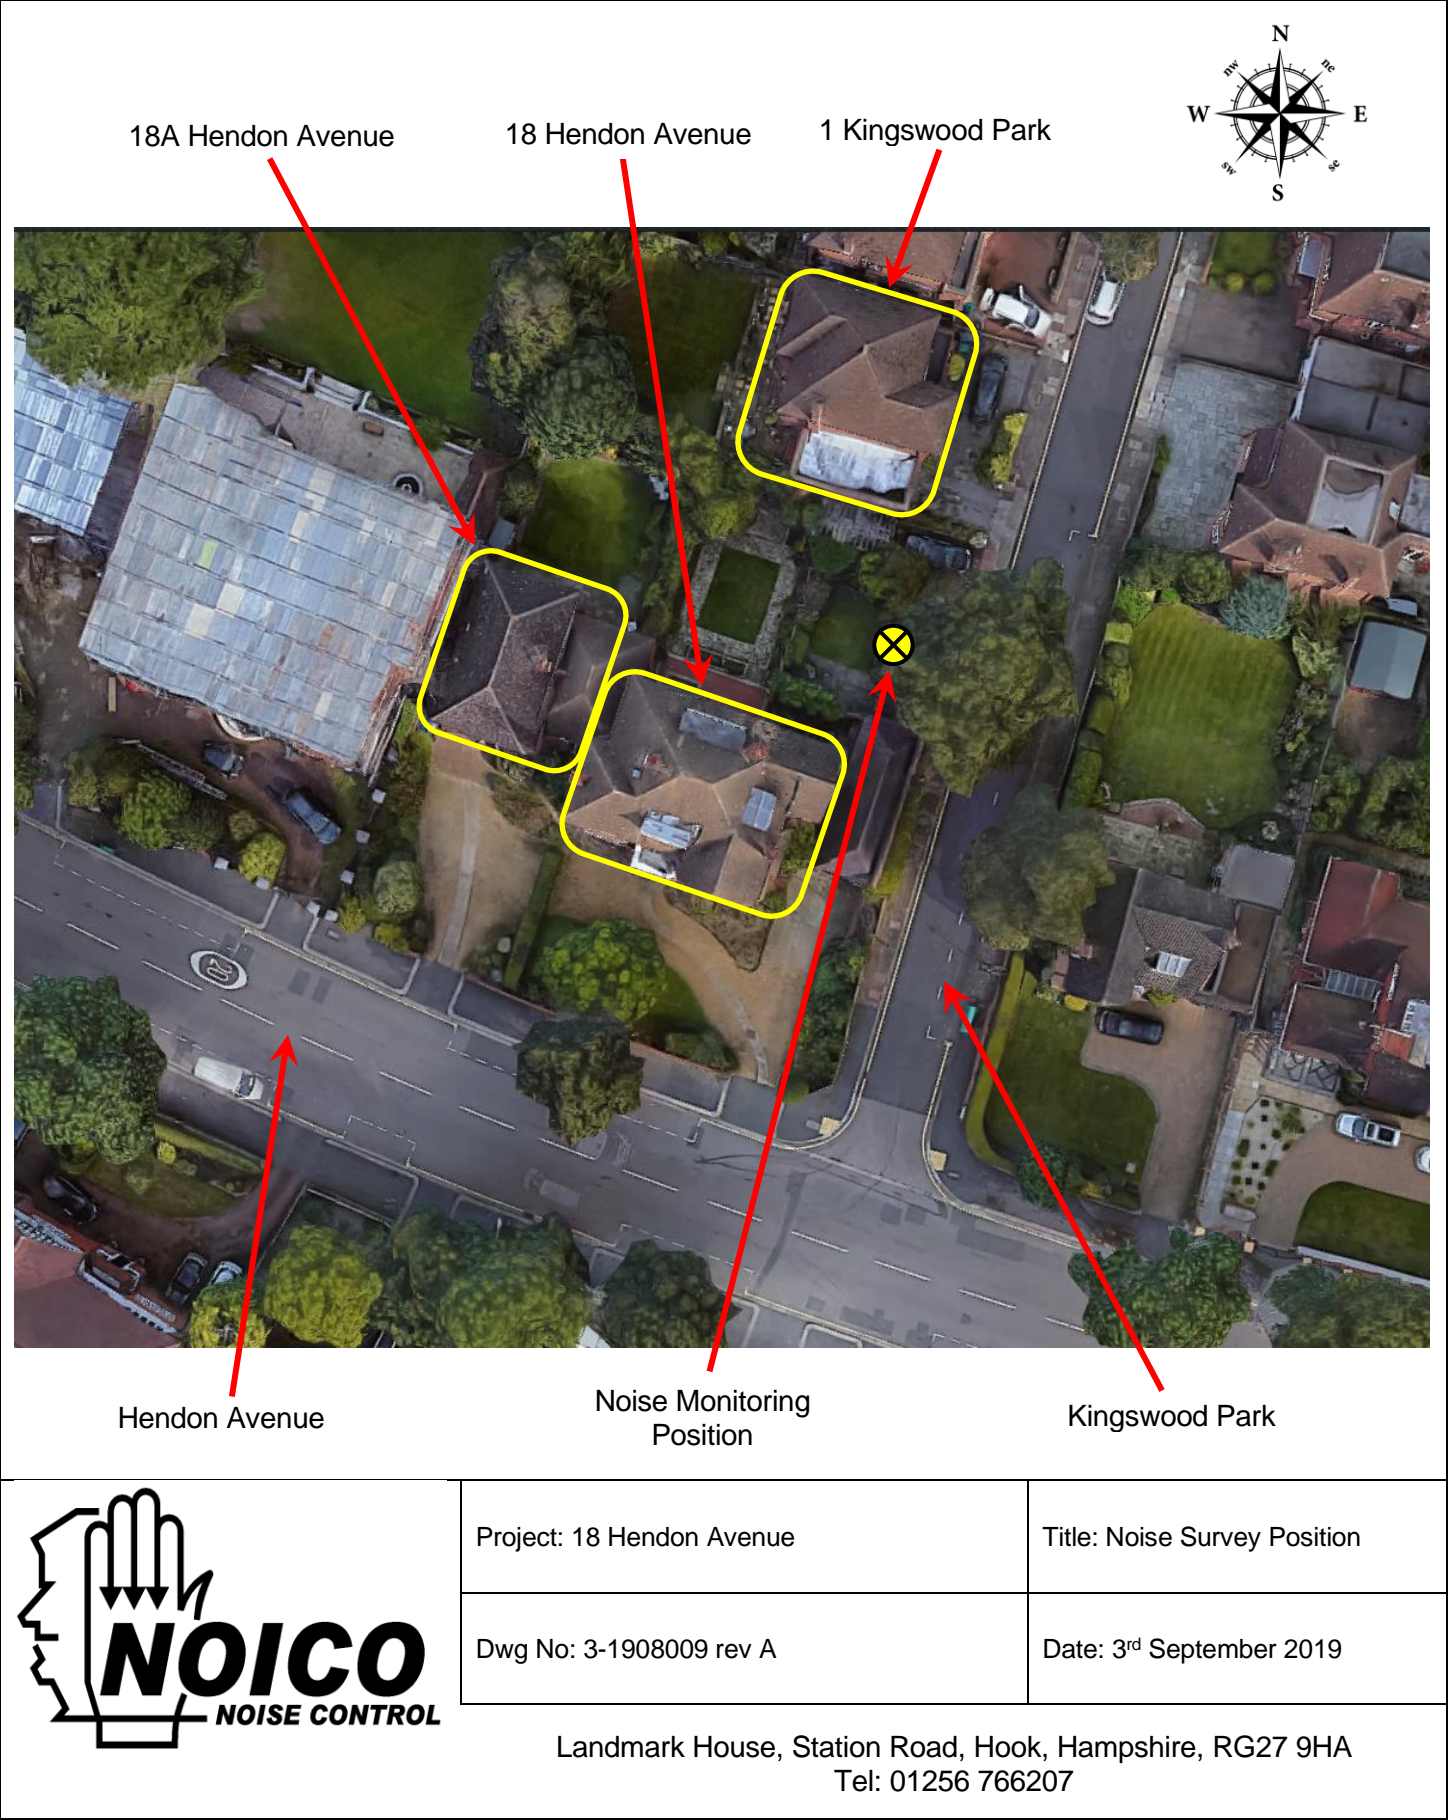 N
nw
ne
W
E
sw
se
S
18A Hendon Avenue
18 Hendon Avenue
1 Kingswood Park
20
Hendon Avenue
Noise Monitoring
Position
Kingswood Park
NOICO
NOISE CONTROL
Project: 18 Hendon Avenue
Title: Noise Survey Position
Dwg No: 3-1908009 rev A
Date: 3rd September 2019
Landmark House, Station Road, Hook, Hampshire, RG27 9HA
Tel: 01256 766207